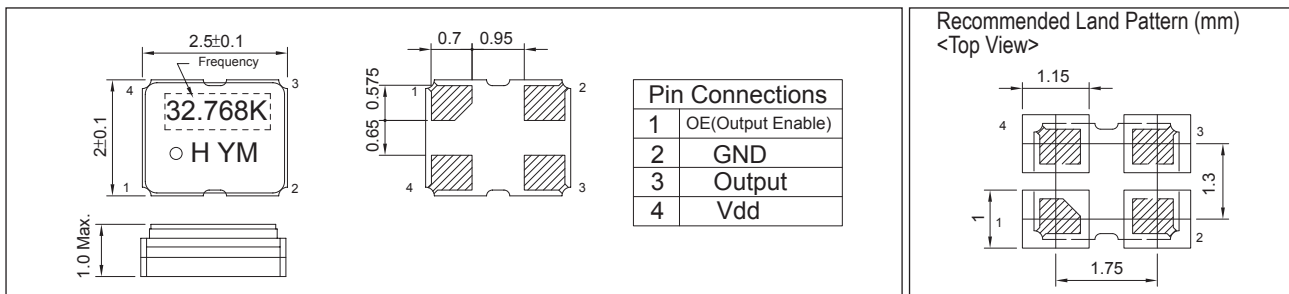 2.5±0.1
Frequency
4
3
32.768K
H YM
1
2
2±0.1
1.0 Max.
0.7
0.95
0.575
0.65
1
2
4
3
Pin Connections
1 OE(Output Enable)
2 GND
3 Output
4 Vdd
Recommended Land Pattern (mm)
<Top View>
1.15
4
3
1.3
1
1
2
1.75